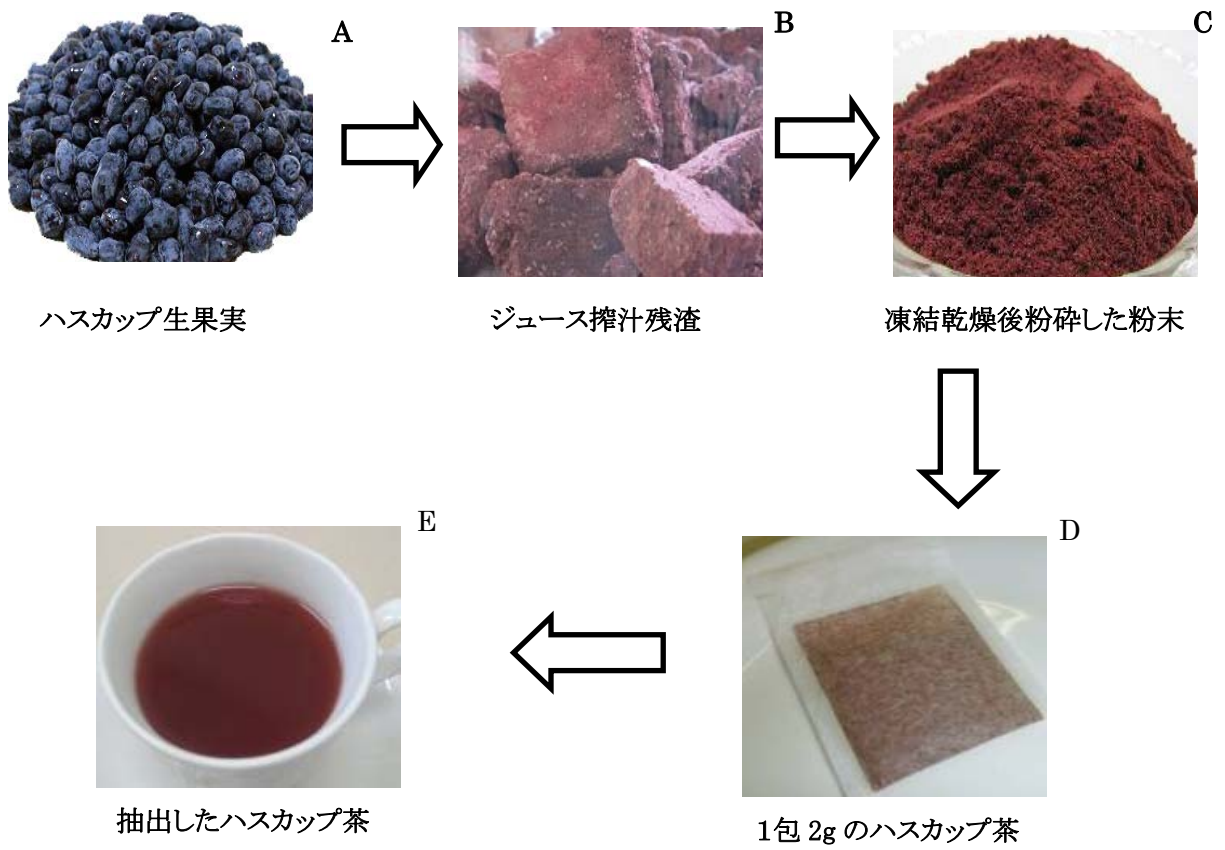 A
ハスカップ生果実
B
ジュース搾汁残渣
C
凍結乾燥後粉砕した粉末
D
1包 2g のハスカップ茶
E
抽出したハスカップ茶